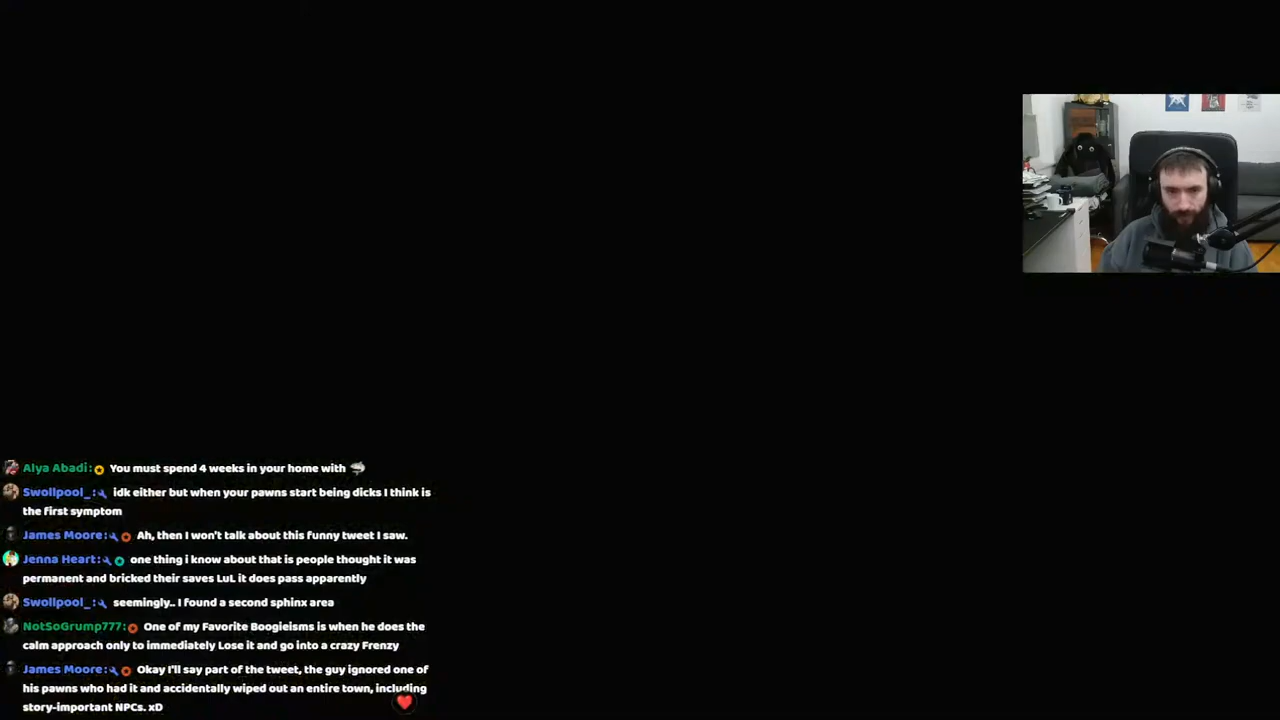 Alya Abadi: You must spend 4 weeks in your home with
Swollpool_: idk either but when your pawns start being dicks I think is
the first symptom
James Moore: Ah, then I won't talk about this funny tweet I saw.
Jenna Heart: one thing i know about that is people thought it was
permanent and bricked their saves LuL it does pass apparently
Swollpool_: seemingly.. I found a second sphinx area
NotSoGrump777: One of my Favorite Boogieisms is when he does the
calm approach only to immediately Lose it and go into a crazy Frenzy
James Moore: Okay I'll say part of the tweet, the guy ignored one of
his pawns who had it and accidentally wiped out an entire town, including
story-important NPCs. xD